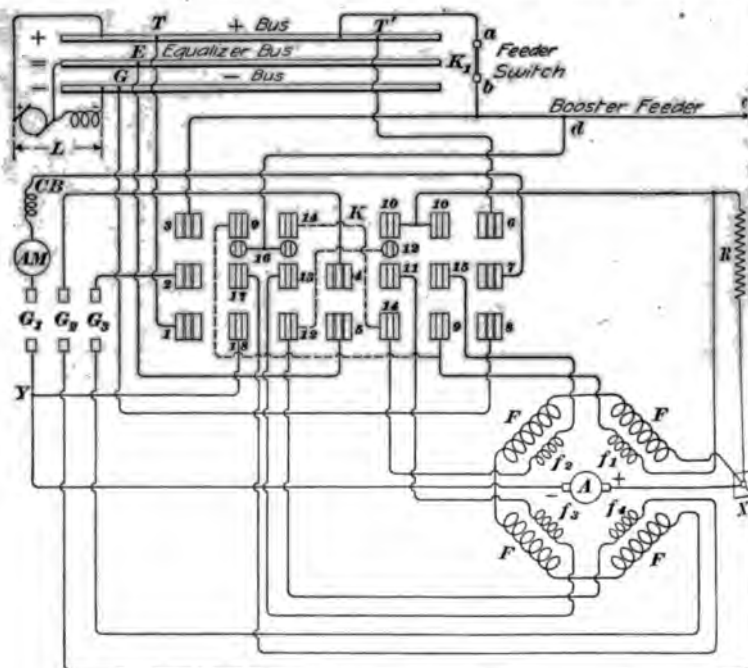 T + Bus T' a
+ E Equalizer Bus Feeder
= G K1 Switch
− − Bus b
Booster Feeder
L d
CB
3 9 14 K 10 10 6
16 12
AM R
2 17 13 4 11 15 7
G1 G2 G3
1 18 12 5 14 9 8
Y
F F
f2 f1
− A + X
f3 f4
F F